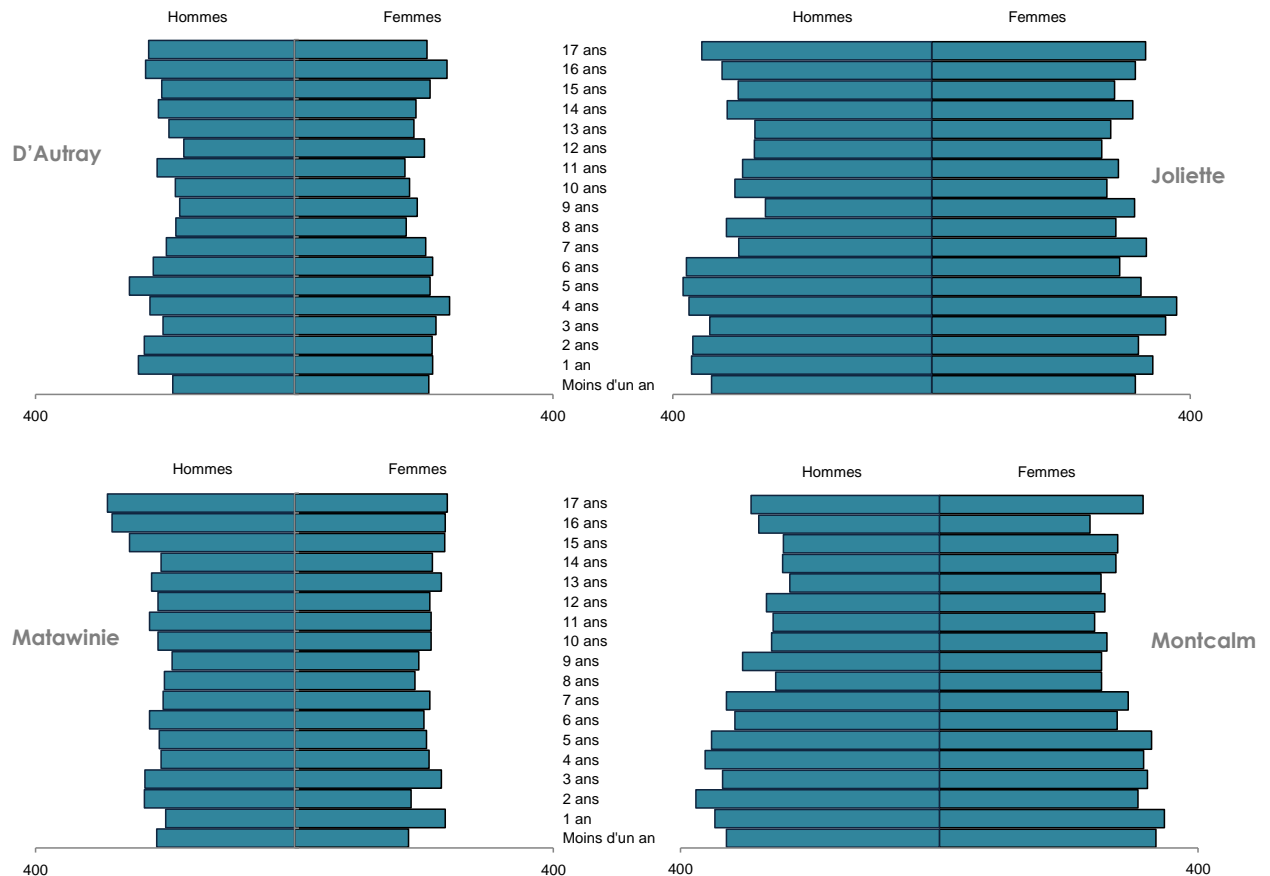 Hommes Femmes
17 ans
16 ans
15 ans
14 ans
13 ans
12 ans
11 ans
10 ans
9 ans
8 ans
7 ans
6 ans
5 ans
4 ans
3 ans
2 ans
1 an
Moins d'un an
D'Autray
400 400
Hommes Femmes
Joliette
400 400
Hommes Femmes
17 ans
16 ans
15 ans
14 ans
13 ans
12 ans
11 ans
10 ans
9 ans
8 ans
7 ans
6 ans
5 ans
4 ans
3 ans
2 ans
1 an
Moins d'un an
Matawinie
400 400
Hommes Femmes
Montcalm
400 400